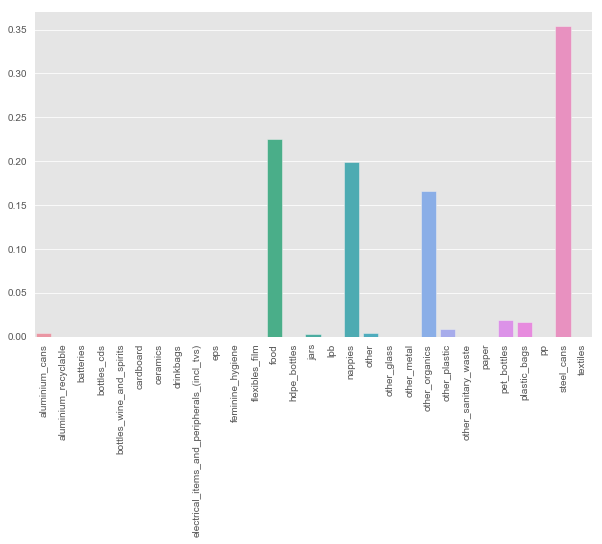 0.35
0.30
0.25
0.20
0.15
0.10
0.05
0.00
aluminium_cans
aluminium_recyclable
batteries
bottles_cds
bottles_wine_and_spirits
cardboard
ceramics
drinkbags
electrical_items_and_peripherals_(incl_tvs)
eps
feminine_hygiene
flexibles_film
food
hdpe_bottles
jars
lpb
nappies
other
other_glass
other_metal
other_organics
other_plastic
other_sanitary_waste
paper
pet_bottles
plastic_bags
pp
steel_cans
textiles